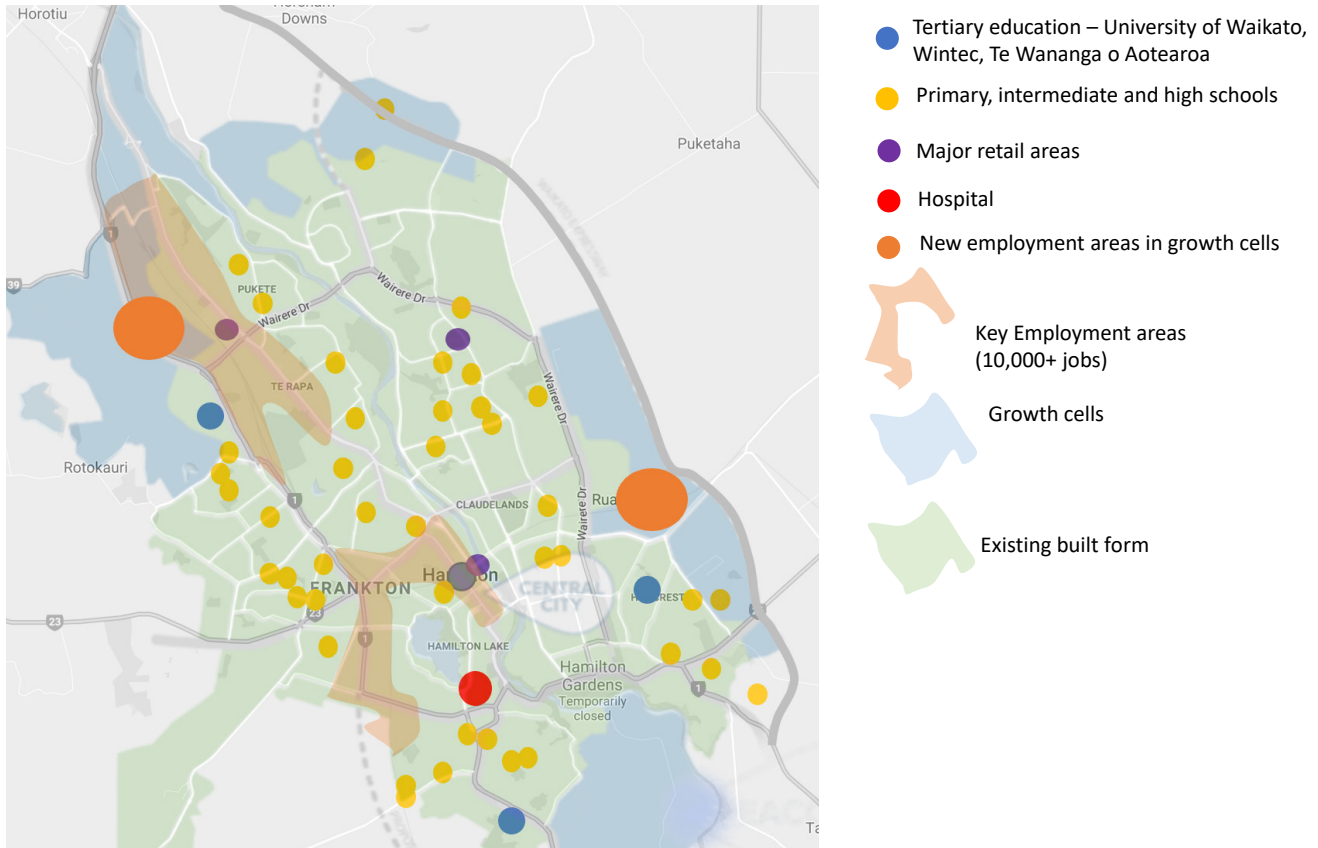 Horotiu
Downs
Puketaha
39
1
PUKETE
Wairere Dr
Wairere Dr
TE RAPA
Wairere Dr
Rotokauri
1
CLAUDELANDS
Wairere Dr
FRANKTON
CENTRAL
CITY
23
23
1
HAMILTON LAKE
Hamilton
Gardens
Temporarily
closed
1
Tertiary education – University of Waikato,
Wintec, Te Wananga o Aotearoa
Primary, intermediate and high schools
Major retail areas
Hospital
New employment areas in growth cells
Key Employment areas
(10,000+ jobs)
Growth cells
Existing built form